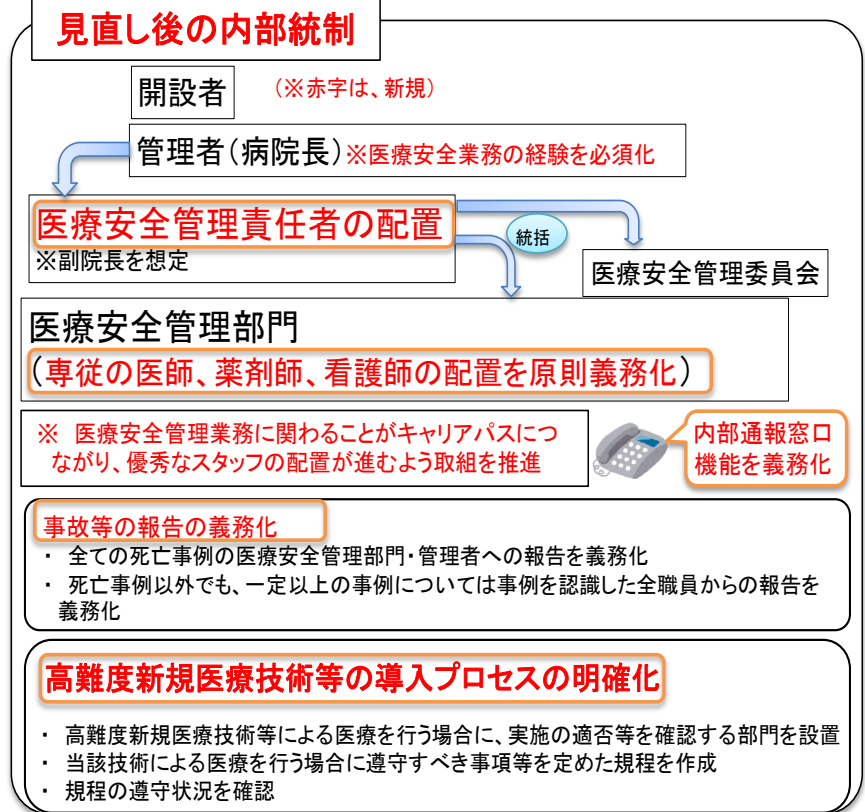 見直し後の内部統制
開設者
（※赤字は、新規）
管理者（病院長）※医療安全業務の経験を必須化
医療安全管理責任者の配置
※副院長を想定
統括
医療安全管理委員会
医療安全管理部門
（専従の医師、薬剤師、看護師の配置を原則義務化）
※ 医療安全管理業務に関わることがキャリアパスにつ
ながり、優秀なスタッフの配置が進むよう取組を推進
内部通報窓口
機能を義務化
事故等の報告の義務化
・ 全ての死亡事例の医療安全管理部門・管理者への報告を義務化
・ 死亡事例以外でも、一定以上の事例については事例を認識した全職員からの報告を
義務化
高難度新規医療技術等の導入プロセスの明確化
・ 高難度新規医療技術等による医療を行う場合に、実施の適否等を確認する部門を設置
・ 当該技術による医療を行う場合に遵守すべき事項等を定めた規程を作成
・ 規程の遵守状況を確認